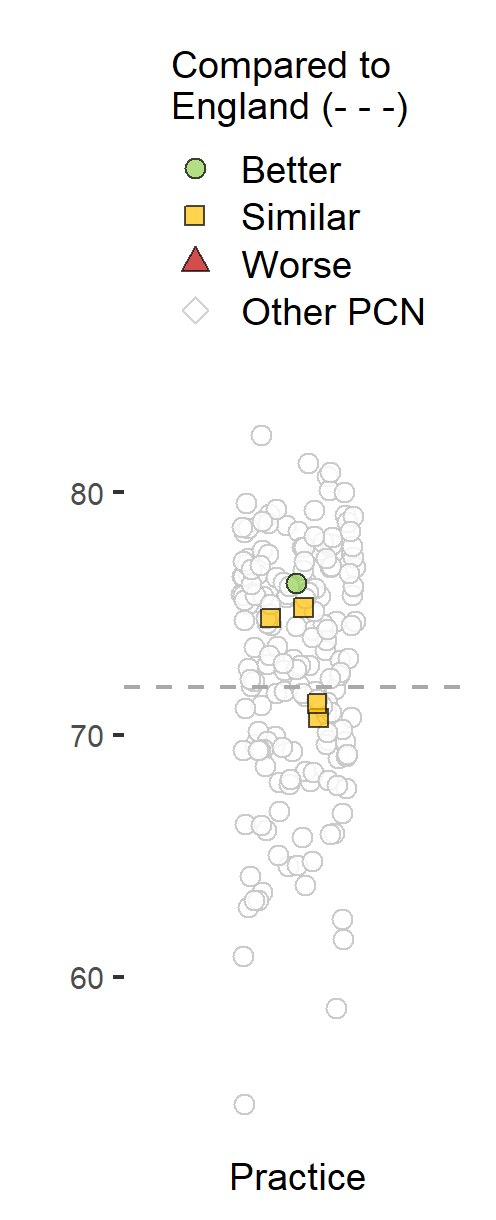 Compared to
England (- - -)
Better
Similar
Worse
Other PCN
80
70
60
Practice